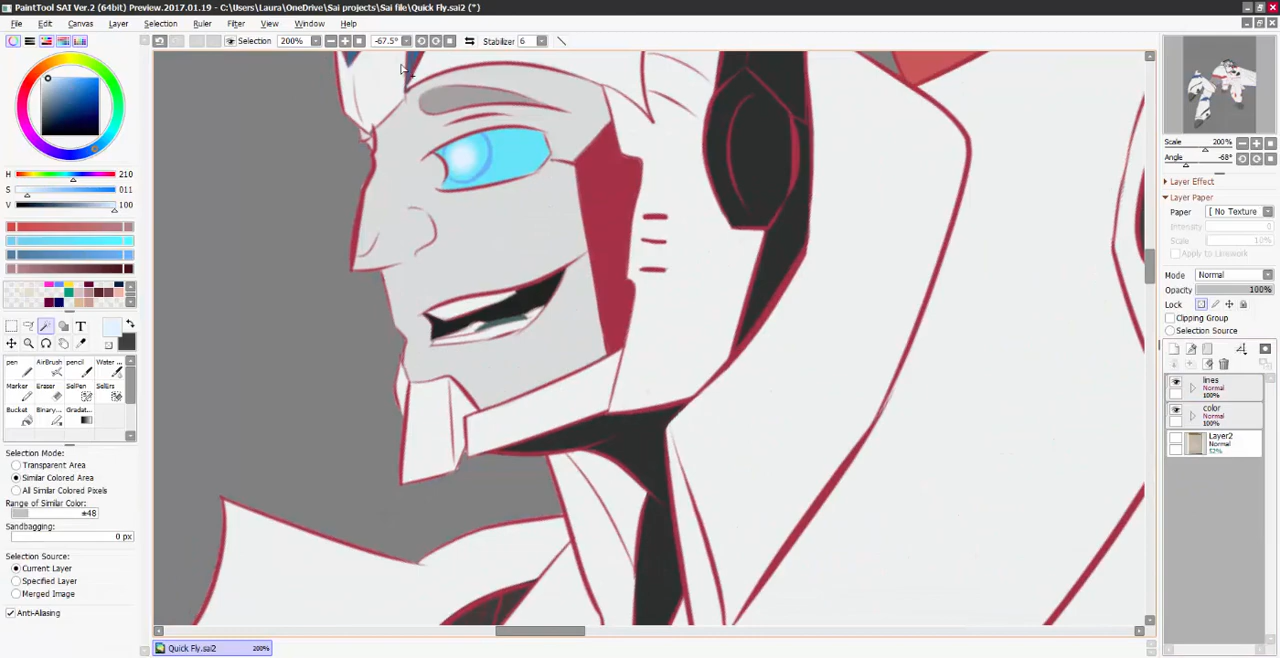 PaintTool SAI Ver.2 (64bit) Preview.2017.01.19 - C:\Users\Laura\OneDrive\Sai projects\Sai file\Quick Fly.sai2 (*)
File Edit Canvas Layer Selection Ruler Filter View Window Help
Selection 200% -67.5° Stabilizer 6
H 210
S 011
V 100
T
pen AirBrush pencil Water ...
Marker Eraser SelPen SelErs
Bucket Binary... Gradat...
Selection Mode:
Transparent Area
Similar Colored Area
All Similar Colored Pixels
Range of Similar Color:
±48
Sandbagging:
0 px
Selection Source:
Current Layer
Specified Layer
Merged Image
Anti-Aliasing
Scale 200%
Angle -68°
Layer Effect
Layer Paper
Paper [ No Texture
Intensity 0
Scale 10%
Apply to Linework
Mode Normal
Opacity 100%
Lock
Clipping Group
Selection Source
lines
Normal
100%
color
Normal
100%
Layer2
Normal
52%
Quick Fly.sai2 200%